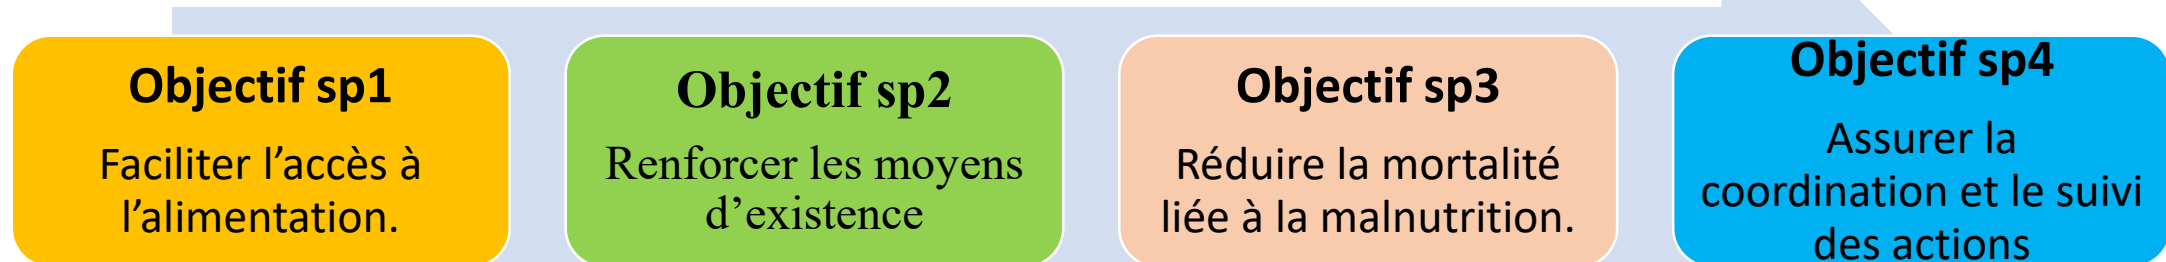 Objectif sp1
Faciliter l’accès à
l’alimentation.
Objectif sp2
Renforcer les moyens
d’existence
Objectif sp3
Réduire la mortalité
liée à la malnutrition.
Objectif sp4
Assurer la
coordination et le suivi
des actions